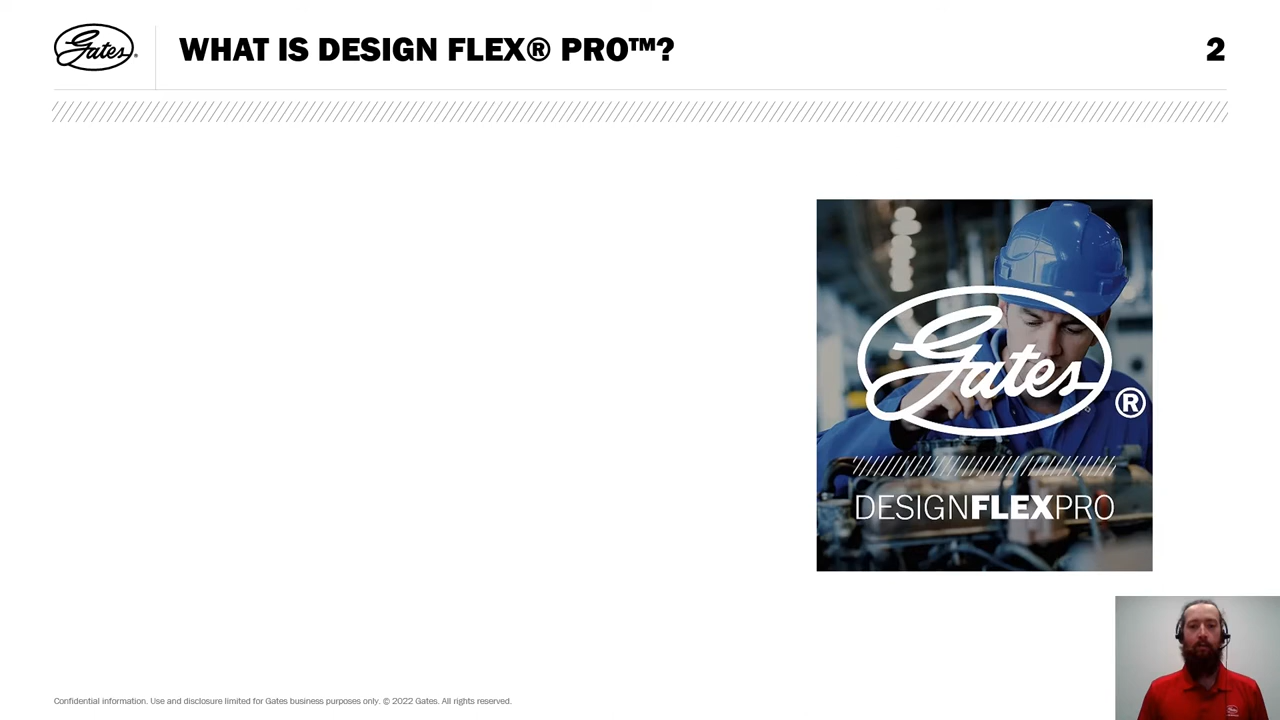 Gates®
WHAT IS DESIGN FLEX® PRO™?
2
Gates®
DESIGNFLEXPRO
Gates
Confidential information. Use and disclosure limited for Gates business purposes only. © 2022 Gates. All rights reserved.